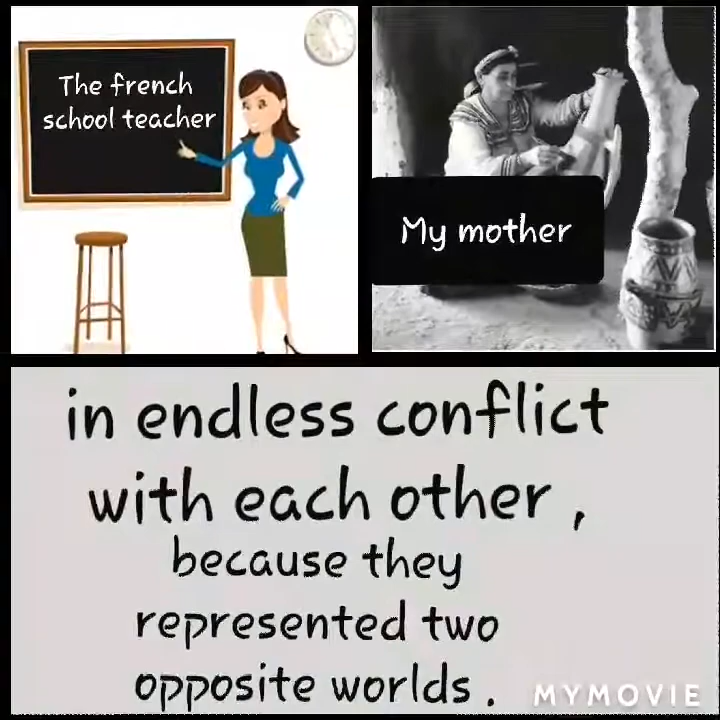 The french
school teacher
My mother
in endless conflict
with each other ,
because they
represented two
opposite worlds .
MYMOVIE